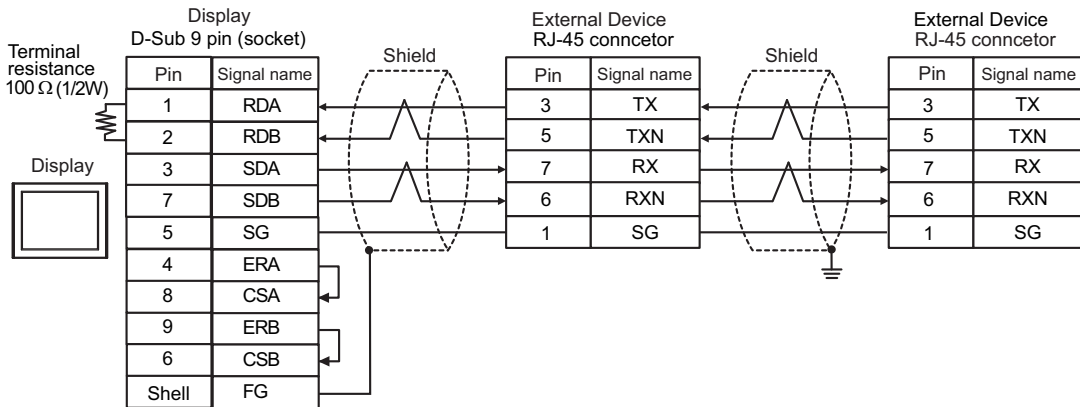 Display
D-Sub 9 pin (socket)
External Device
RJ-45 conncetor
External Device
RJ-45 conncetor
Terminal
resistance
100 Ω (1/2W)
Shield
Shield
Display
Pin Signal name
1 RDA
2 RDB
3 SDA
7 SDB
5 SG
4 ERA
8 CSA
9 ERB
6 CSB
Shell FG
Pin Signal name
3 TX
5 TXN
7 RX
6 RXN
1 SG
Pin Signal name
3 TX
5 TXN
7 RX
6 RXN
1 SG